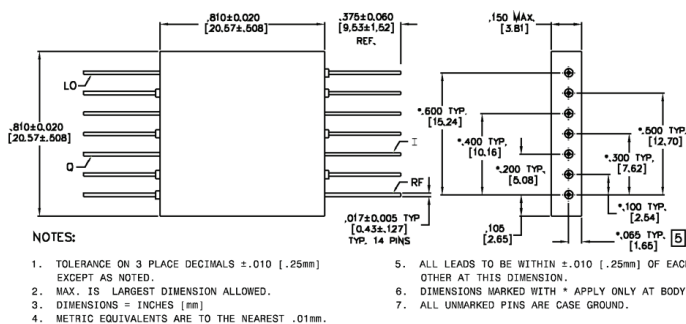 .810±0.020
[20.57±.508]
.375±0.060
[9.53±1.52]
REF.
.150 MAX.
[3.81]
LO
.810±0.020
[20.57±.508]
Q
I
RF
.017±0.005 TYP
[0.43±.127]
TYP. 14 PINS
*.600 TYP.
[15.24]
*.400 TYP.
[10.16]
*.200 TYP.
[5.08]
.105
[2.65]
*.500 TYP.
[12.70]
*.300 TYP.
[7.62]
*.100 TYP.
[2.54]
*.065 TYP.
[1.65]
5
NOTES:
1. TOLERANCE ON 3 PLACE DECIMALS ±.010 [.25mm]
EXCEPT AS NOTED.
2. MAX. IS LARGEST DIMENSION ALLOWED.
3. DIMENSIONS = INCHES [mm]
4. METRIC EQUIVALENTS ARE TO THE NEAREST .01mm.
5. ALL LEADS TO BE WITHIN ±.010 [.25mm] OF EAC
OTHER AT THIS DIMENSION.
6. DIMENSIONS MARKED WITH * APPLY ONLY AT BODY
7. ALL UNMARKED PINS ARE CASE GROUND.